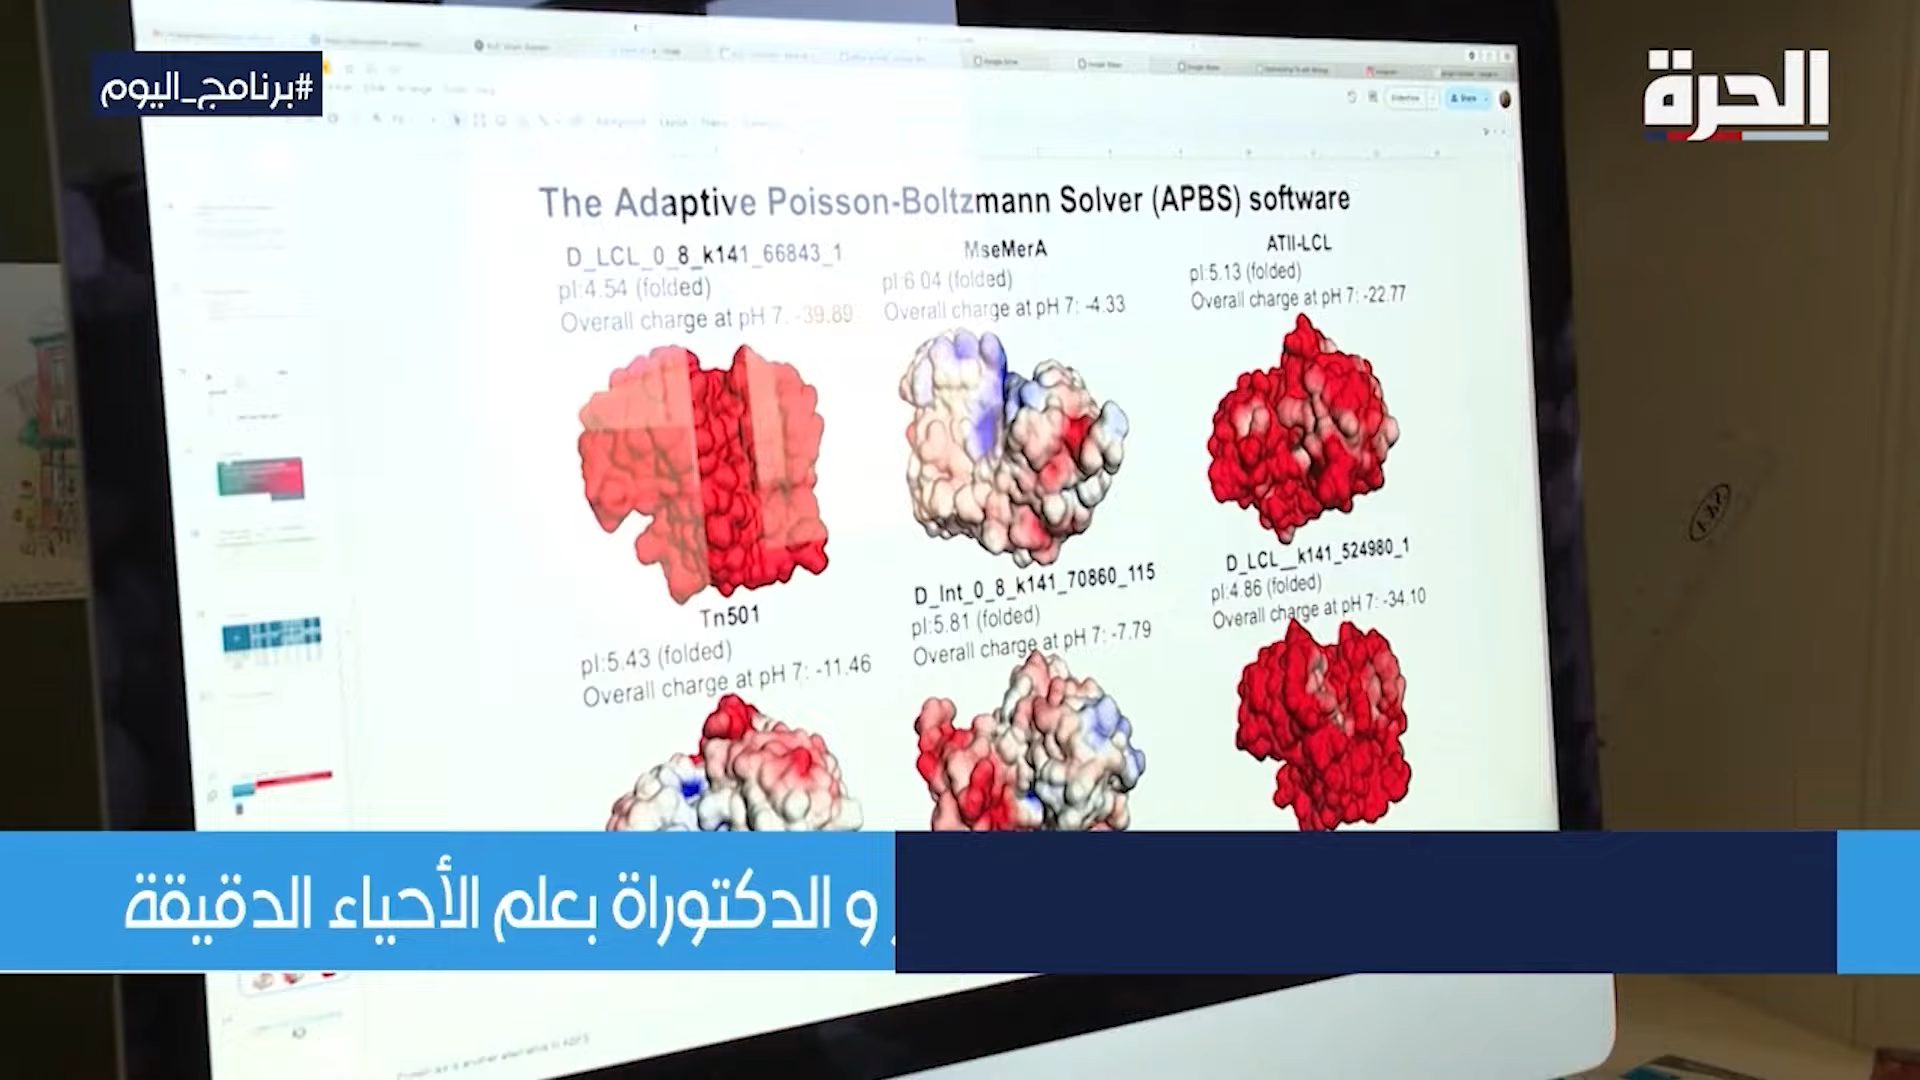 #برنامج_اليوم
الحرة
Share
The Adaptive Poisson-Boltzmann Solver (APBS) software
D_LCL_0_8_k141_66843_1
pI:4.54 (folded)
Overall charge at pH 7: -39.89
MseMerA
pI:6.04 (folded)
Overall charge at pH 7: -4.33
ATII-LCL
pI:5.13 (folded)
Overall charge at pH 7: -22.77
Tn501
pI:5.43 (folded)
Overall charge at pH 7: -11.46
D_Int_0_8_k141_70860_115
pI:5.81 (folded)
Overall charge at pH 7: -7.79
D_LCL__k141_524980_1
pI:4.86 (folded)
Overall charge at pH 7: -34.10
و الدكتوراة بعلم الأحياء الدقيقة